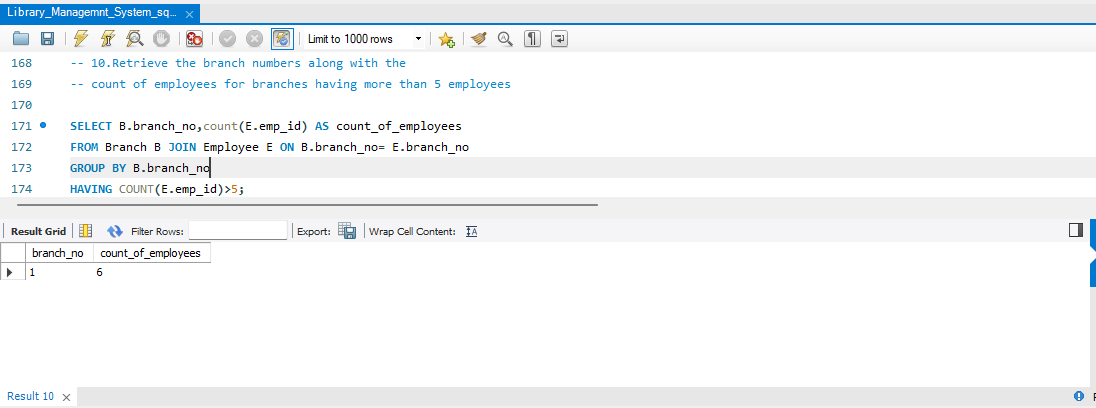 Library_Managemnt_System_sq...
Limit to 1000 rows
168 -- 10.Retrieve the branch numbers along with the
169 -- count of employees for branches having more than 5 employees
170
171 SELECT B.branch_no,count(E.emp_id) AS count_of_employees
172 FROM Branch B JOIN Employee E ON B.branch_no= E.branch_no
173 GROUP BY B.branch_no
174 HAVING COUNT(E.emp_id)>5;
Result Grid Filter Rows: Export: Wrap Cell Content:
branch_no count_of_employees
1 6
Result 10